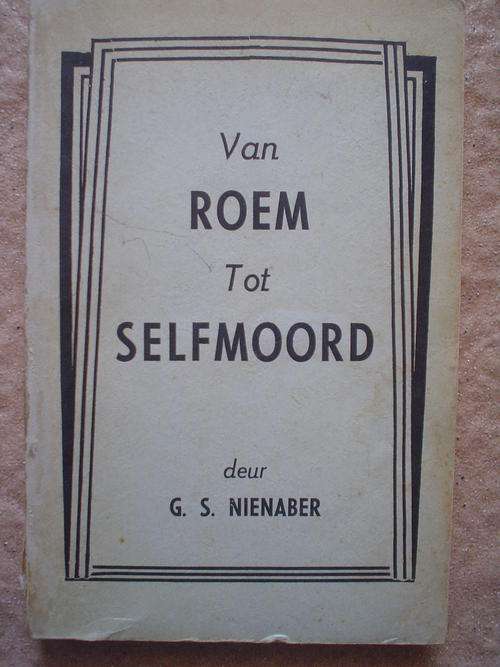 Van
ROEM
Tot
SELFMOORD
deur
G. S. NIENABER